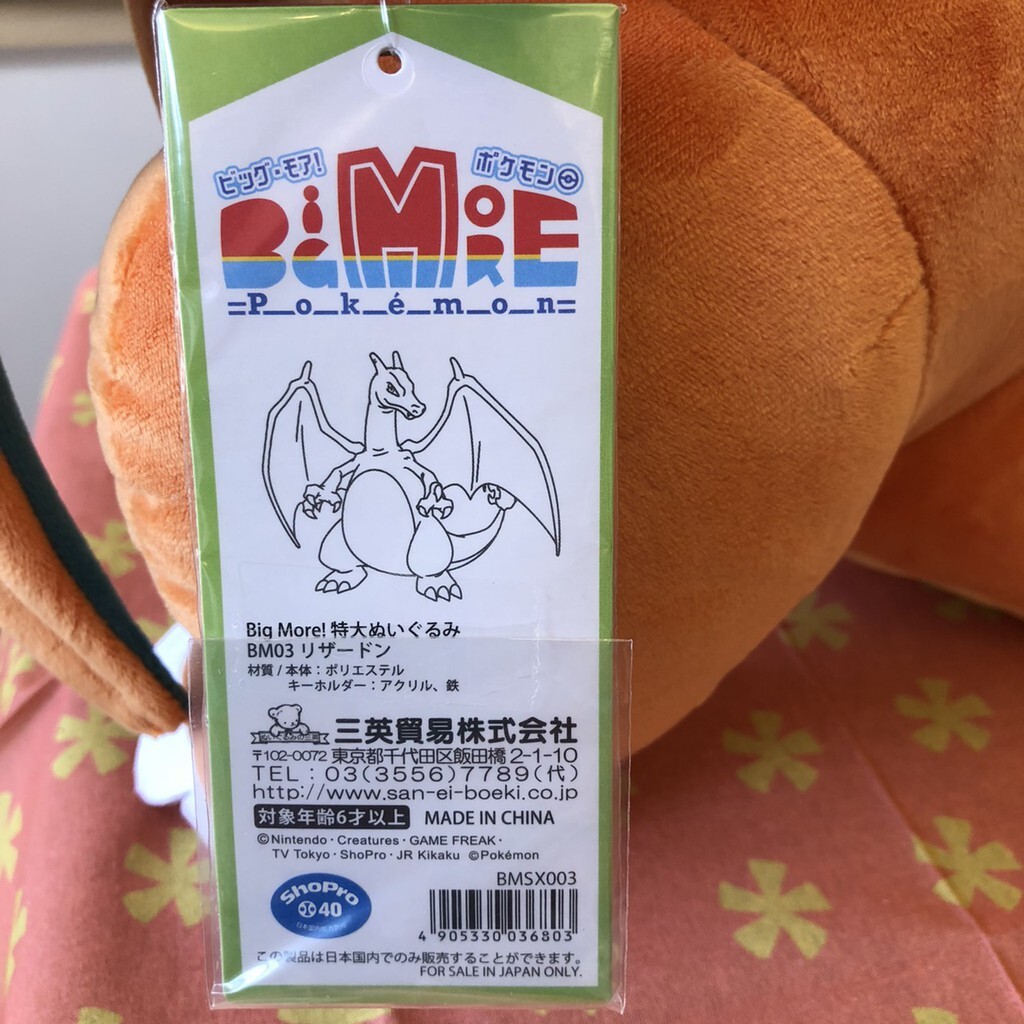 ビッグ・モア! ポケモン
BiG MORE
=P_o_k_é_m_o_n=
Big More! 特大ぬいぐるみ
BM03 リザードン
材質/本体:ポリエステル
キーホルダー:アクリル、鉄
三英貿易株式会社
〒102-0072 東京都千代田区飯田橋2-1-10
TEL:03(3556)7789(代)
http://www.san-ei-boeki.co.jp
対象年齢6才以上 MADE IN CHINA
©Nintendo・Creatures・GAME FREAK・
TV Tokyo・ShoPro・JR Kikaku ©Pokémon
BMSX003
ShoPro
40
4 905330 036803
この製品は日本国内でのみ販売することができます。
FOR SALE IN JAPAN ONLY.